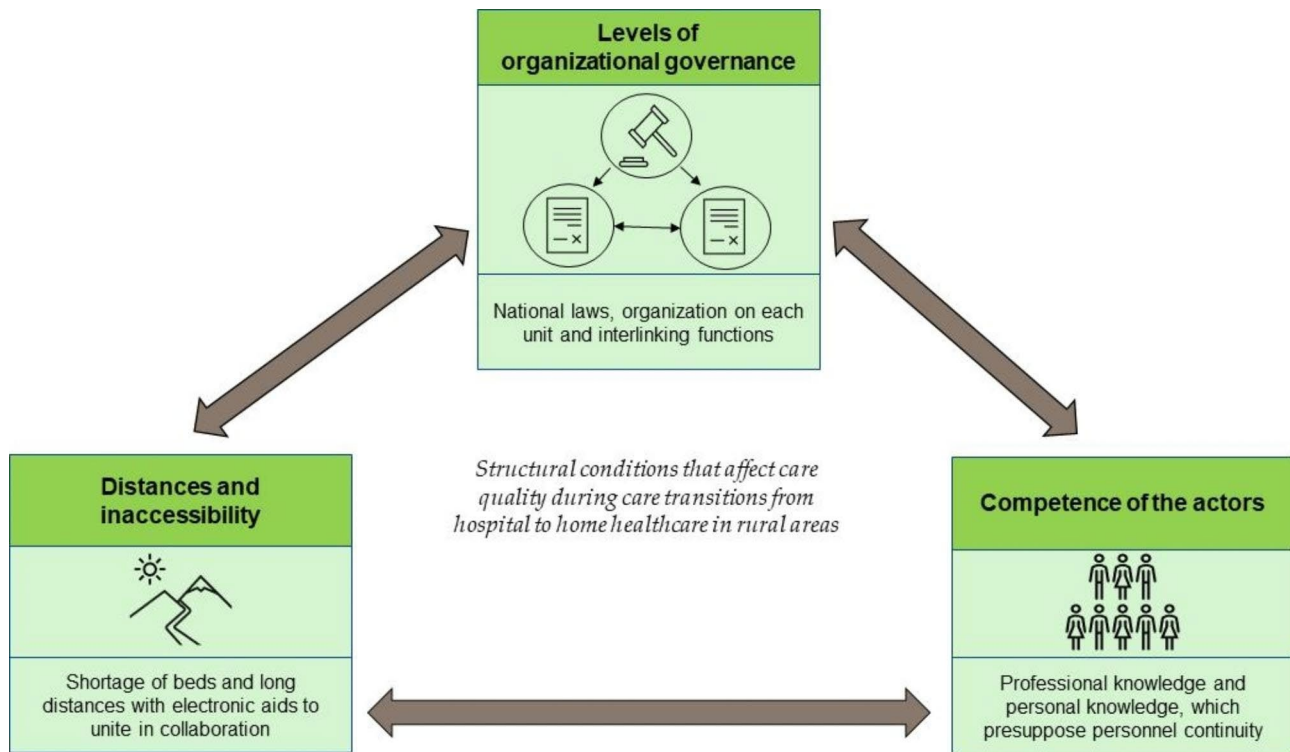 Levels of
organizational governance
National laws, organization on each
unit and interlinking functions
Structural conditions that affect care
quality during care transitions from
hospital to home healthcare in rural areas
Distances and
inaccessibility
Shortage of beds and long
distances with electronic aids to
unite in collaboration
Competence of the actors
Professional knowledge and
personal knowledge, which
presuppose personnel continuity